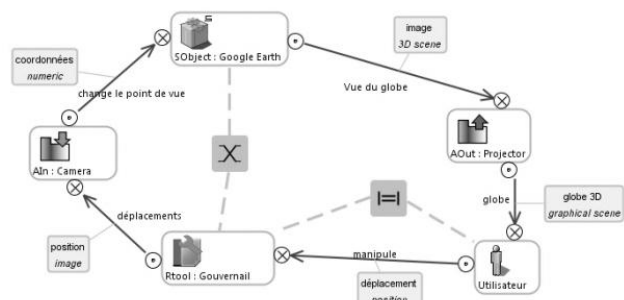 image
3D scene
coordonnées
numeric
SObject : Google Earth
change le point de vue
Vue du globe
AIn : Camera
AOut : Projector
déplacements
globe
globe 3D
graphical scene
position
image
manipule
Rtool : Gouvernail
Utilisateur
déplacement
position